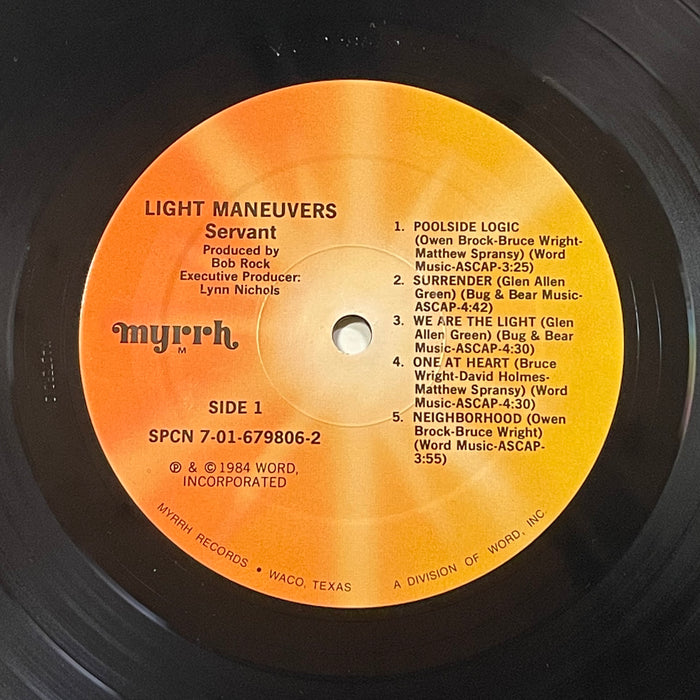 LIGHT MANEUVERS
Servant
Produced by
Bob Rock
Executive Producer:
Lynn Nichols
myrrh
M
SIDE 1
SPCN 7-01-679806-2
℗ & © 1984 WORD,
INCORPORATED
1. POOLSIDE LOGIC
(Owen Brock-Bruce Wright-
Matthew Spransy) (Word
Music-ASCAP-3:25)
2. SURRENDER (Glen Allen
Green) (Bug & Bear Music-
ASCAP-4:42)
3. WE ARE THE LIGHT (Glen
Allen Green) (Bug & Bear
Music-ASCAP-4:30)
4. ONE AT HEART (Bruce
Wright-David Holmes-
Matthew Spransy) (Word
Music-ASCAP-4:30)
5. NEIGHBORHOOD (Owen
Brock-Bruce Wright)
(Word Music-ASCAP-
3:55)
MYRRH RECORDS • WACO, TEXAS A DIVISION OF WORD, INC.